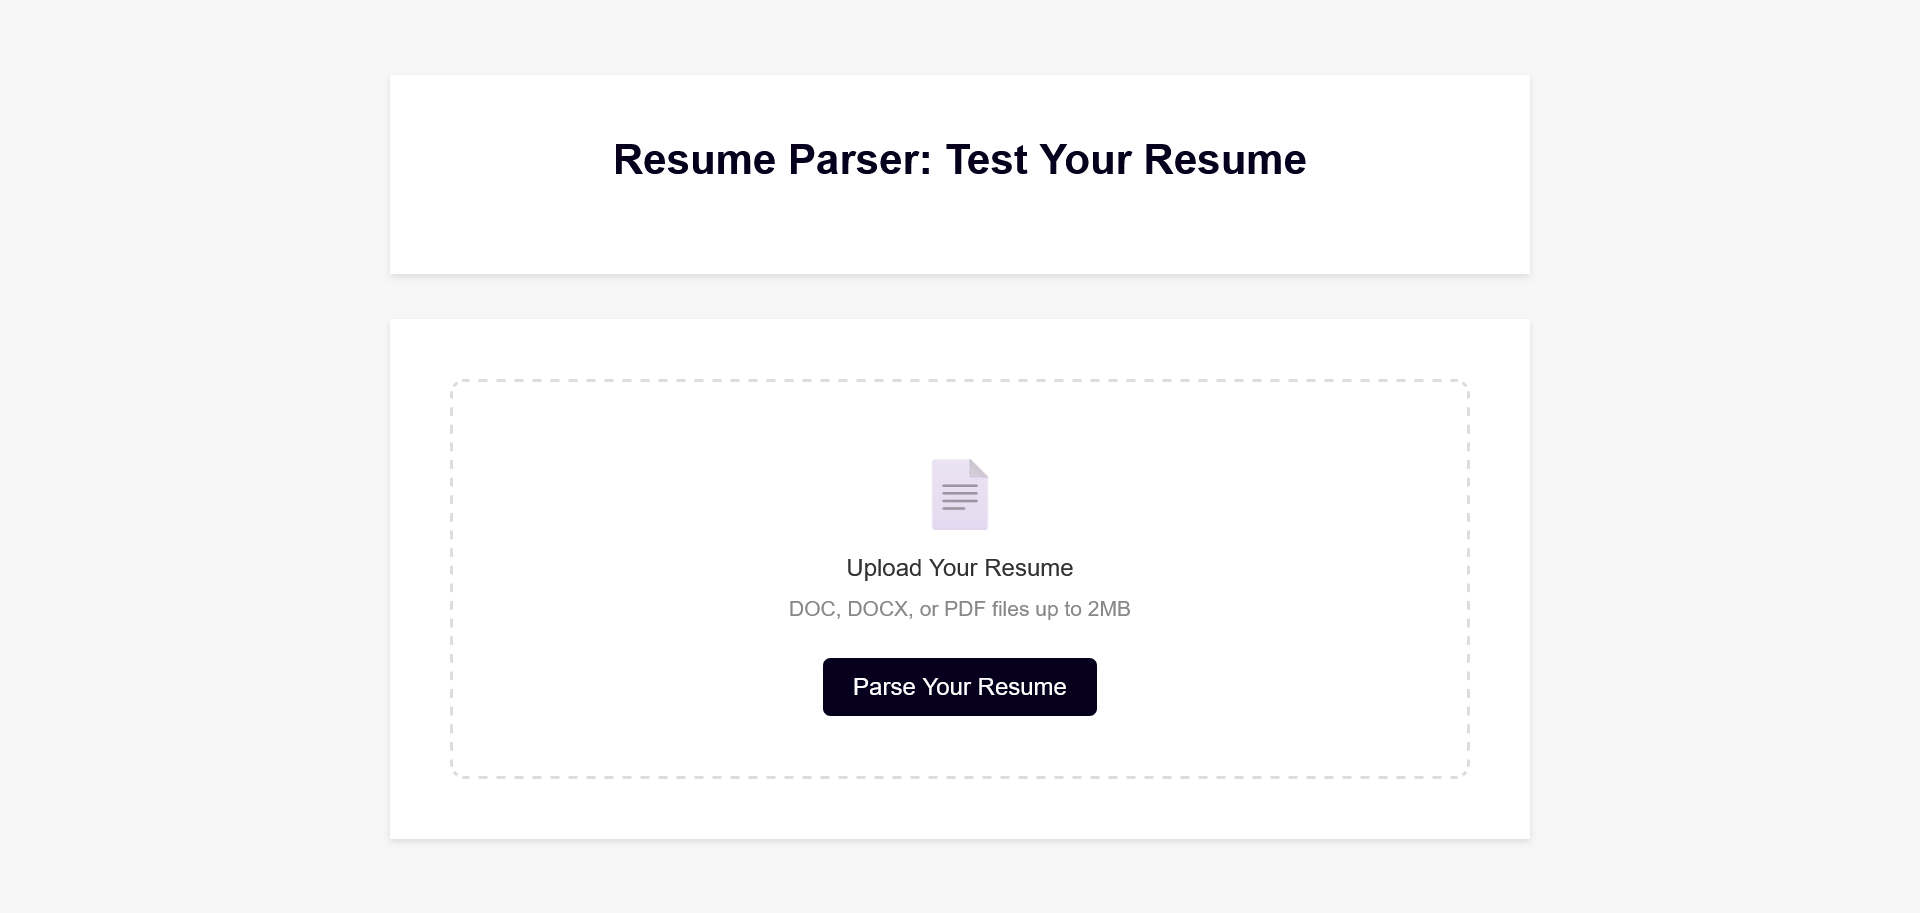 Resume Parser: Test Your Resume
Upload Your Resume
DOC, DOCX, or PDF files up to 2MB
Parse Your Resume